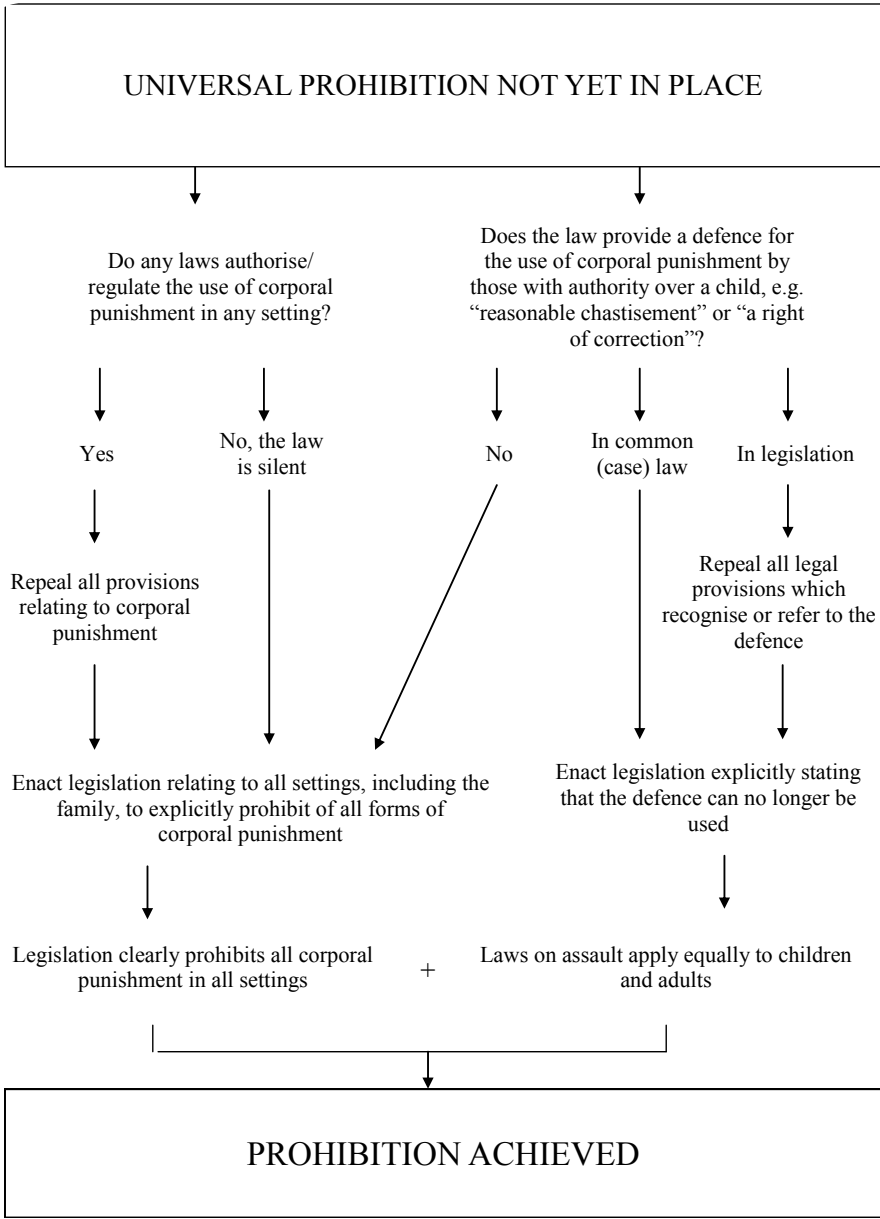 UNIVERSAL PROHIBITION NOT YET IN PLACE
Do any laws authorise/
regulate the use of corporal
punishment in any setting?
Does the law provide a defence for
the use of corporal punishment by
those with authority over a child, e.g.
“reasonable chastisement” or “a right
of correction”?
Yes
No, the law
is silent
No
In common
(case) law
In legislation
Repeal all provisions
relating to corporal
punishment
Repeal all legal
provisions which
recognise or refer to the
defence
Enact legislation relating to all settings, including the
family, to explicitly prohibit of all forms of
corporal punishment
Enact legislation explicitly stating
that the defence can no longer be
used
Legislation clearly prohibits all corporal
punishment in all settings
+
Laws on assault apply equally to children
and adults
PROHIBITION ACHIEVED